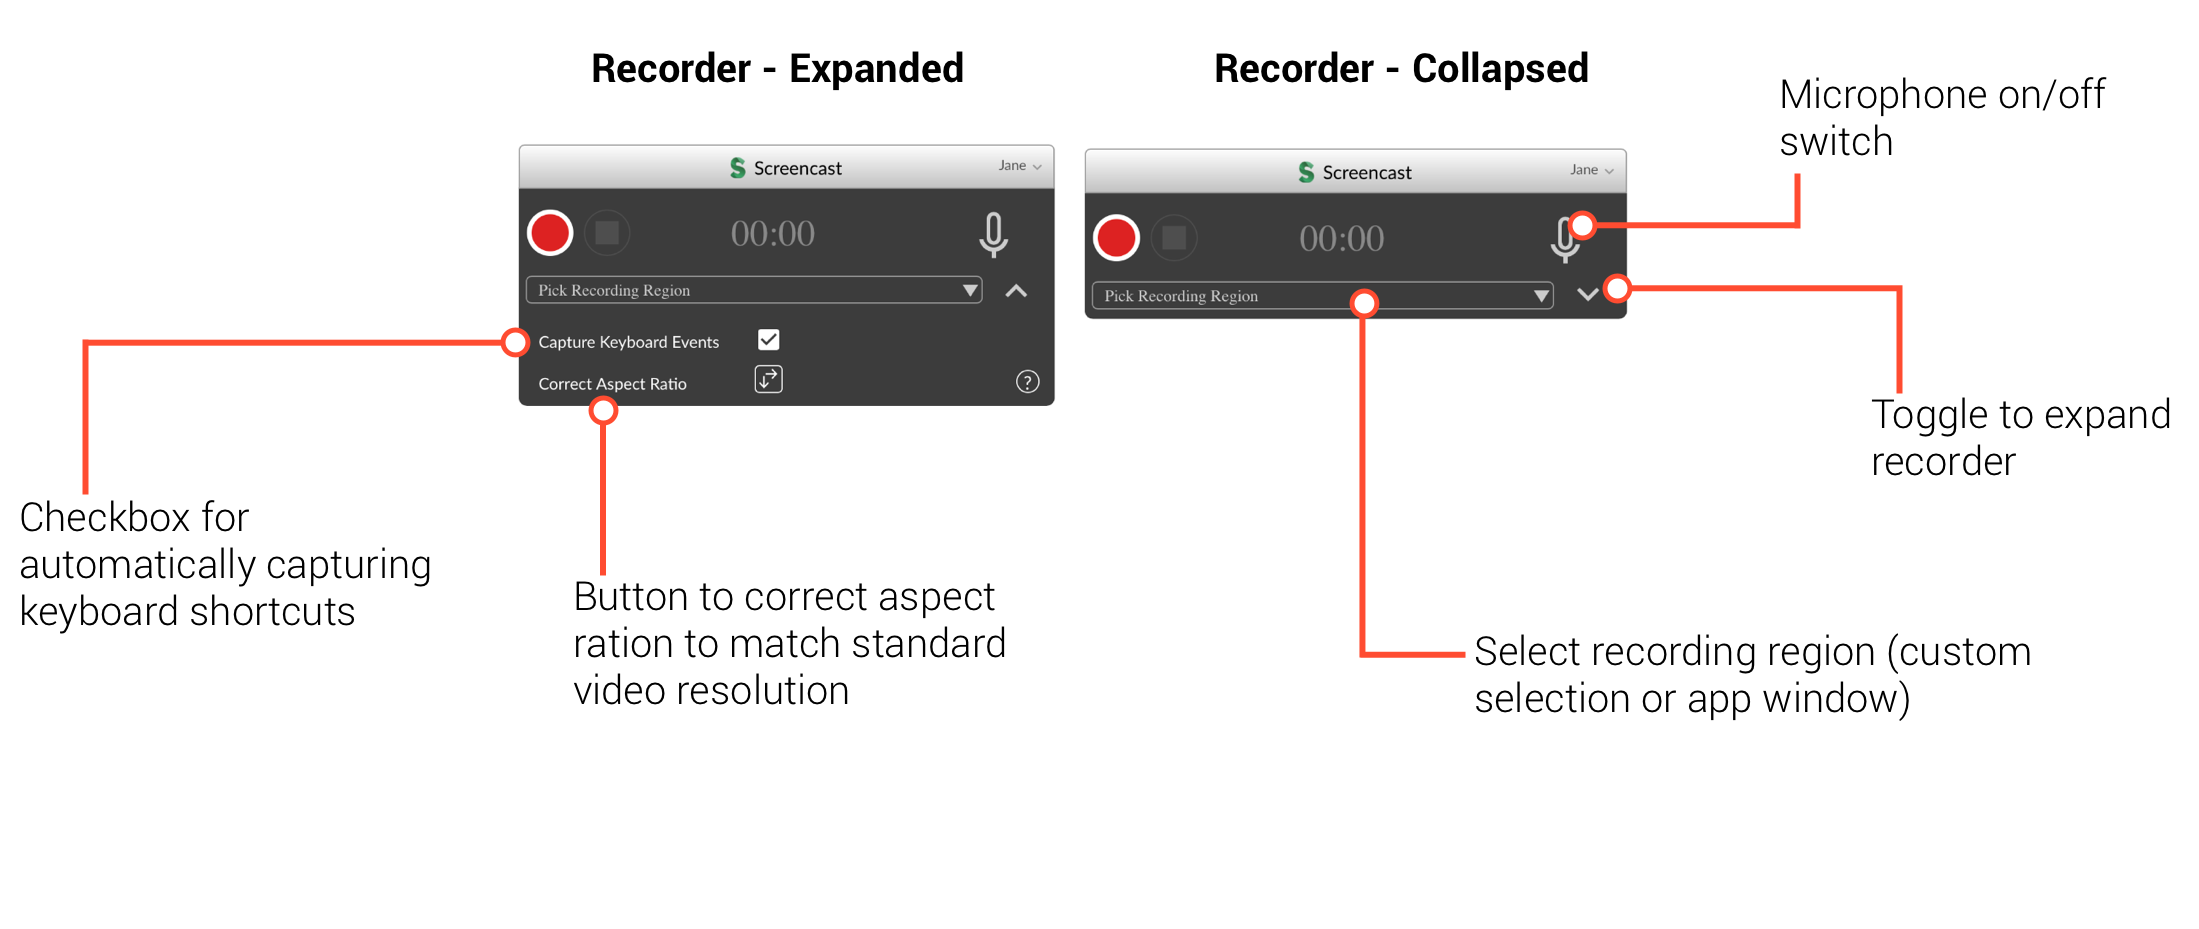 Recorder - Expanded
Screencast
Jane
00:00
Pick Recording Region
Capture Keyboard Events
Correct Aspect Ratio
?
Checkbox for
automatically capturing
keyboard shortcuts
Button to correct aspect
ration to match standard
video resolution
Recorder - Collapsed
Screencast
Jane
00:00
Pick Recording Region
Microphone on/off
switch
Toggle to expand
recorder
Select recording region (custom
selection or app window)